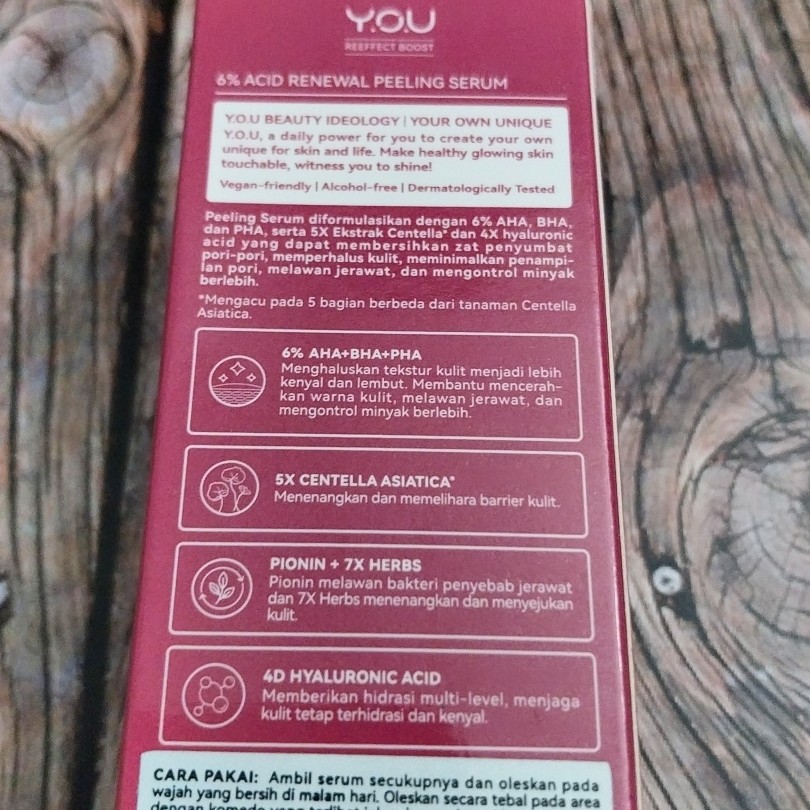 Y.O.U
REEFFECT BOOST
6% ACID RENEWAL PEELING SERUM
Y.O.U BEAUTY IDEOLOGY | YOUR OWN UNIQUE
Y.O.U, a daily power for you to create your own
unique for skin and life. Make healthy glowing skin
touchable, witness you to shine!
Vegan-friendly | Alcohol-free | Dermatologically Tested
Peeling Serum diformulasikan dengan 6% AHA, BHA,
dan PHA, serta 5X Ekstrak Centella* dan 4X hyaluronic
acid yang dapat membersihkan zat penyumbat
pori-pori, memperhalus kulit, meminimalkan penampi-
lan pori, melawan jerawat, dan mengontrol minyak
berlebih.
*Mengacu pada 5 bagian berbeda dari tanaman Centella
Asiatica.
6% AHA+BHA+PHA
Menghaluskan tekstur kulit menjadi lebih
kenyal dan lembut. Membantu mencerah-
kan warna kulit, melawan jerawat, dan
mengontrol minyak berlebih.
5X CENTELLA ASIATICA*
Menenangkan dan memelihara barrier kulit.
PIONIN + 7X HERBS
Pionin melawan bakteri penyebab jerawat
dan 7X Herbs menenangkan dan menyejukan
kulit.
4D HYALURONIC ACID
Memberikan hidrasi multi-level, menjaga
kulit tetap terhidrasi dan kenyal.
CARA PAKAI: Ambil serum secukupnya dan oleskan pada
wajah yang bersih di malam hari. Oleskan secara tebal pada area
dengan komedo yang terlihat